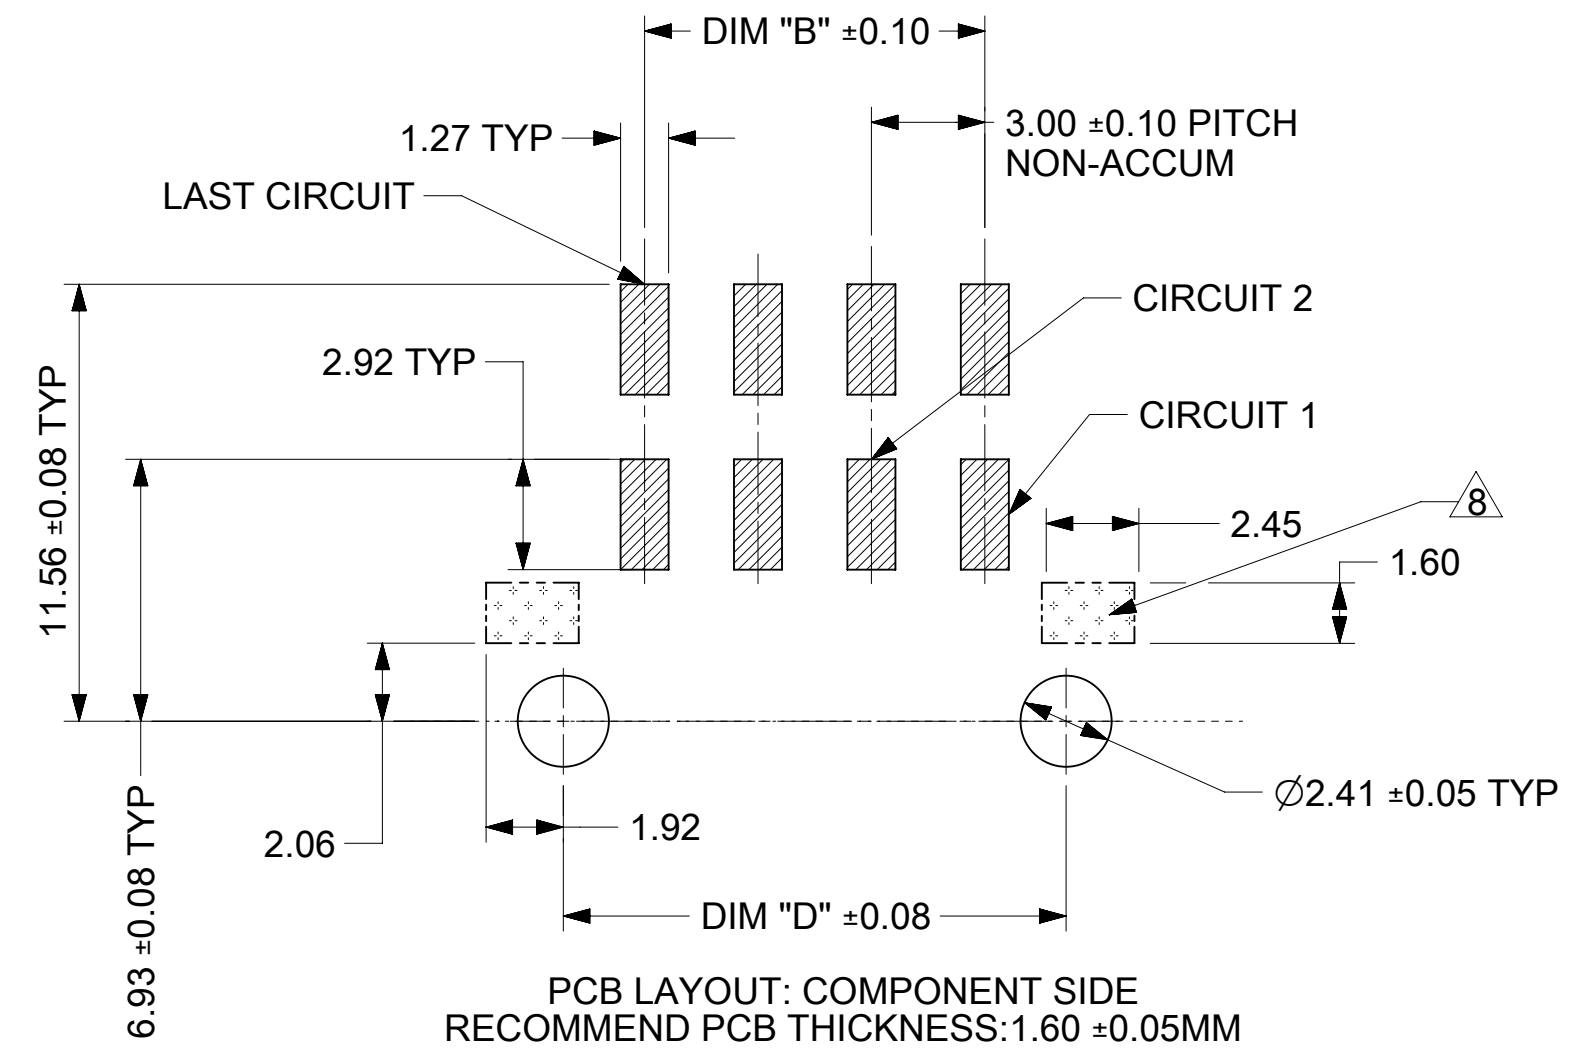 DIM "B" ±0.10
1.27 TYP
3.00 ±0.10 PITCH
NON-ACCUM
LAST CIRCUIT
CIRCUIT 2
2.92 TYP
CIRCUIT 1
11.56 ±0.08 TYP
8
2.45
1.60
6.93 ±0.08 TYP
2.06
1.92
Ø2.41 ±0.05 TYP
DIM "D" ±0.08
PCB LAYOUT: COMPONENT SIDE
RECOMMEND PCB THICKNESS:1.60 ±0.05MM